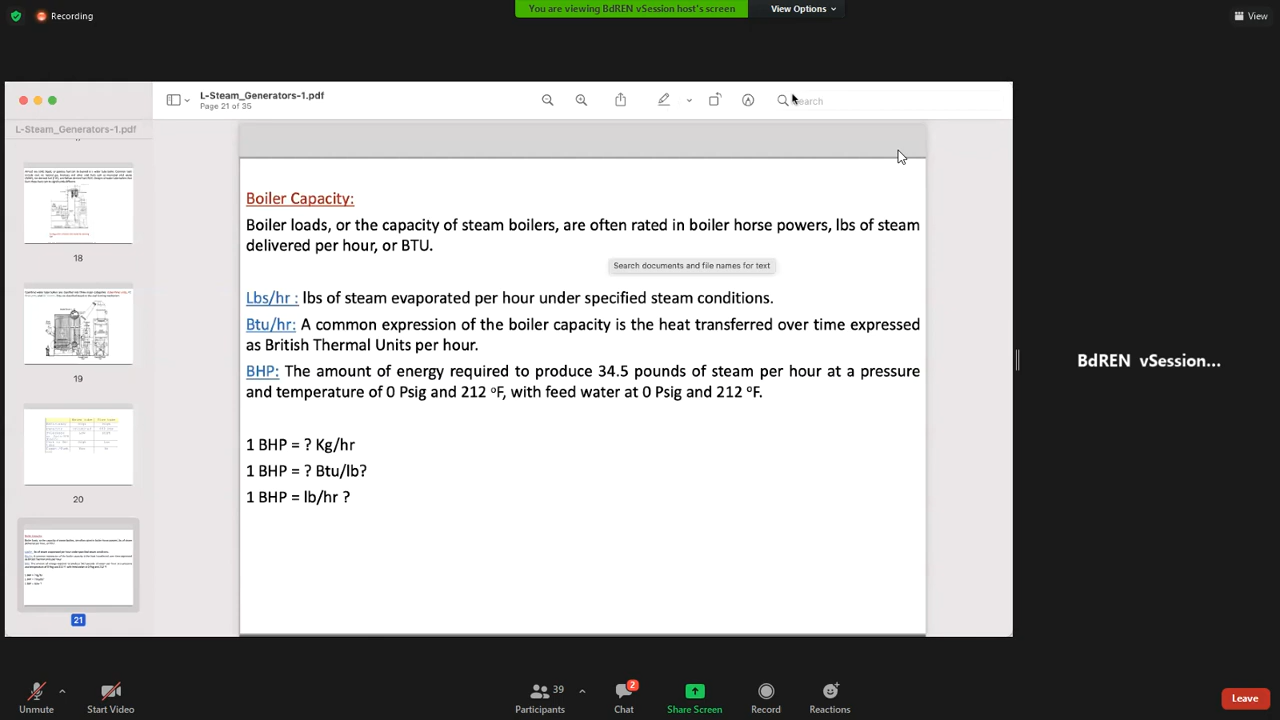 Recording
You are viewing BdREN vSession host's screen
View Options
View
L-Steam_Generators-1.pdf
Page 21 of 35
Search
L-Steam_Generators-1.pdf
18
19
20
21
Boiler Capacity:
Boiler loads, or the capacity of steam boilers, are often rated in boiler horse powers, lbs of steam
delivered per hour, or BTU.
Search documents and file names for text
Lbs/hr : lbs of steam evaporated per hour under specified steam conditions.
Btu/hr: A common expression of the boiler capacity is the heat transferred over time expressed
as British Thermal Units per hour.
BHP: The amount of energy required to produce 34.5 pounds of steam per hour at a pressure
and temperature of 0 Psig and 212 ºF, with feed water at 0 Psig and 212 ºF.
1 BHP = ? Kg/hr
1 BHP = ? Btu/lb?
1 BHP = lb/hr ?
BdREN vSession...
Unmute
Start Video
39
Participants
2
Chat
Share Screen
Record
Reactions
Leave